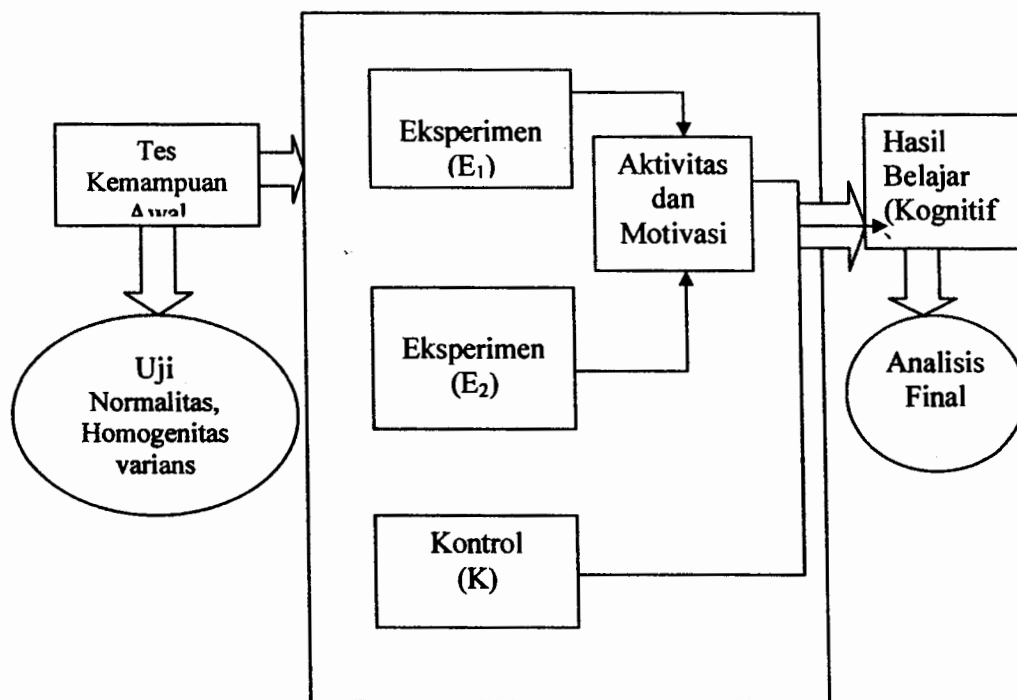 Tes
Kemampuan
Awal
Uji
Normalitas,
Homogenitas
varians
Eksperimen
(E₁)
Eksperimen
(E₂)
Kontrol
(K)
Aktivitas
dan
Motivasi
Hasil
Belajar
(Kognitif
Analisis
Final